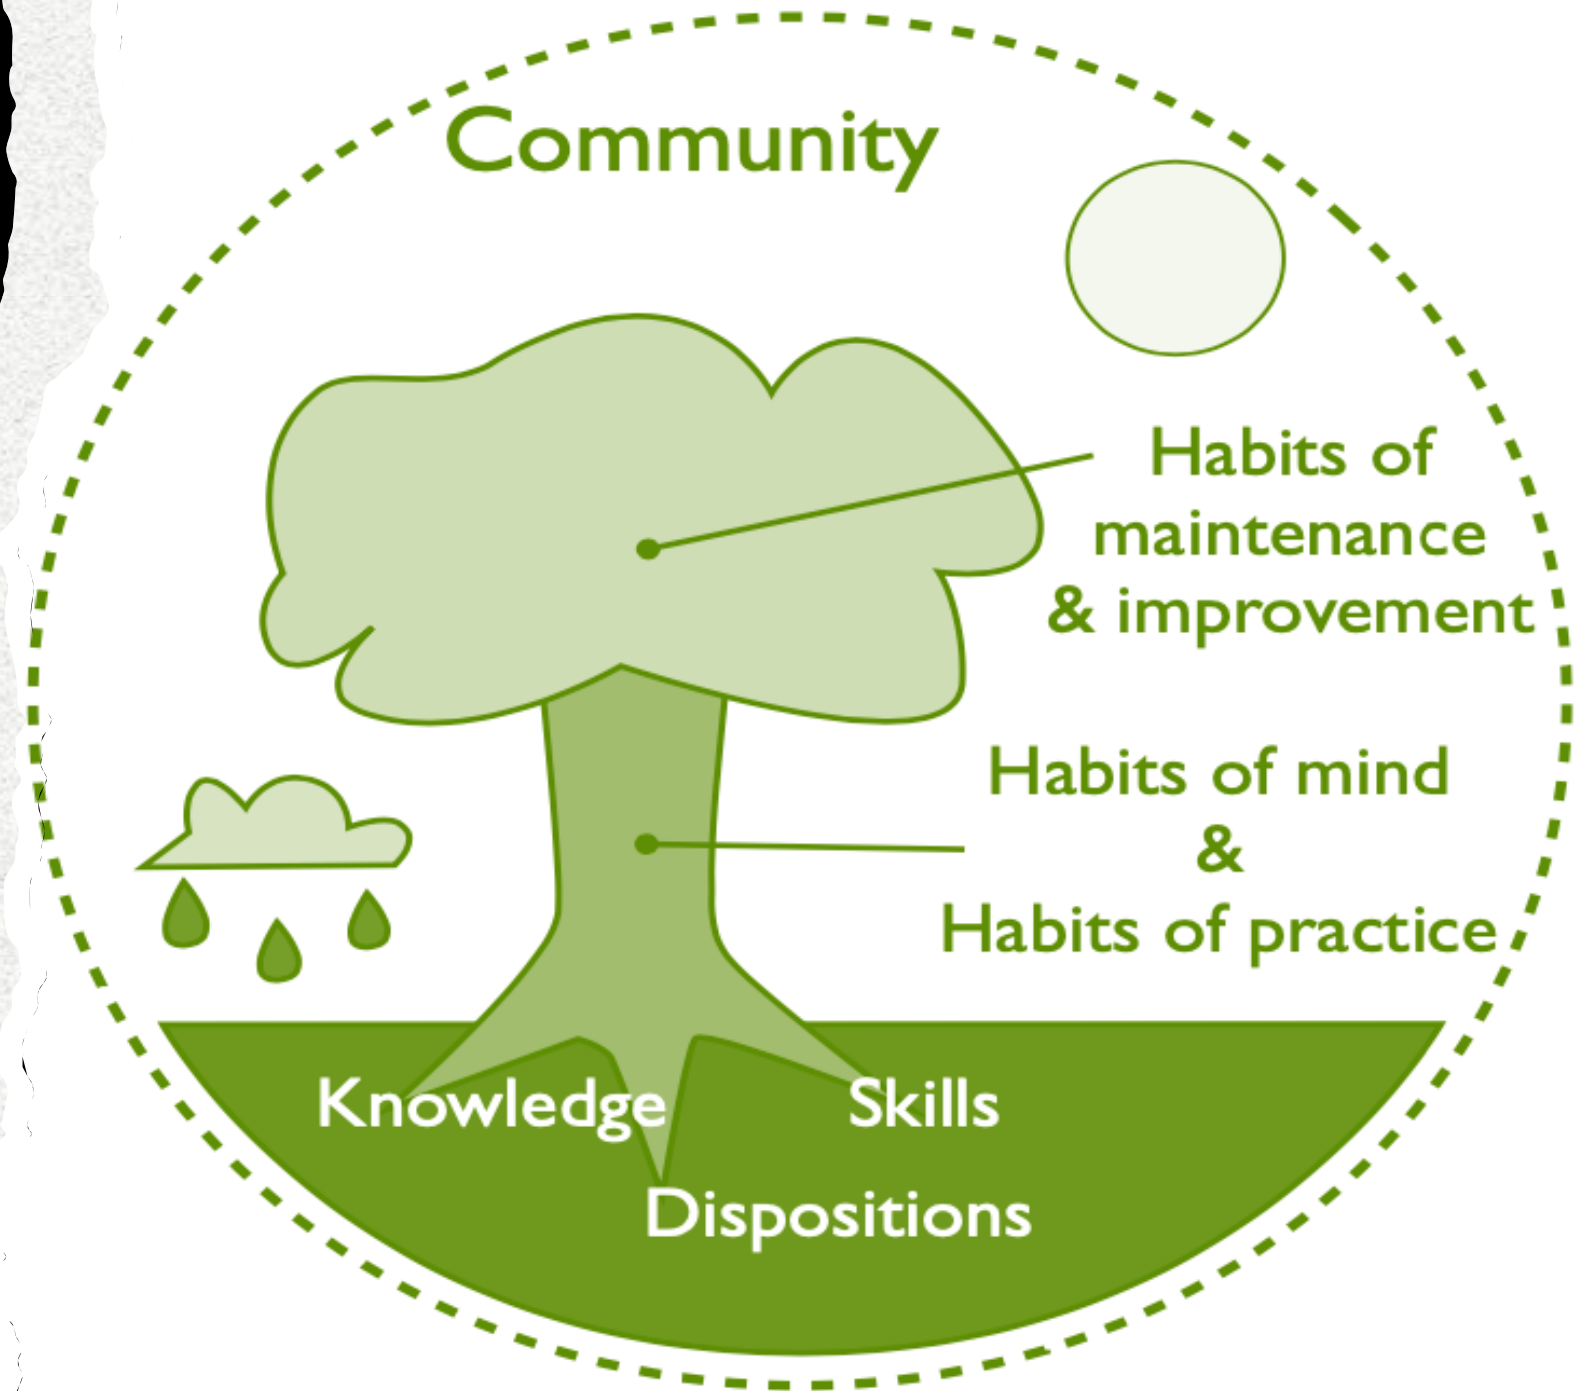 Community
Habits of
maintenance
& improvement
Habits of mind
&
Habits of practice
Knowledge
Skills
Dispositions